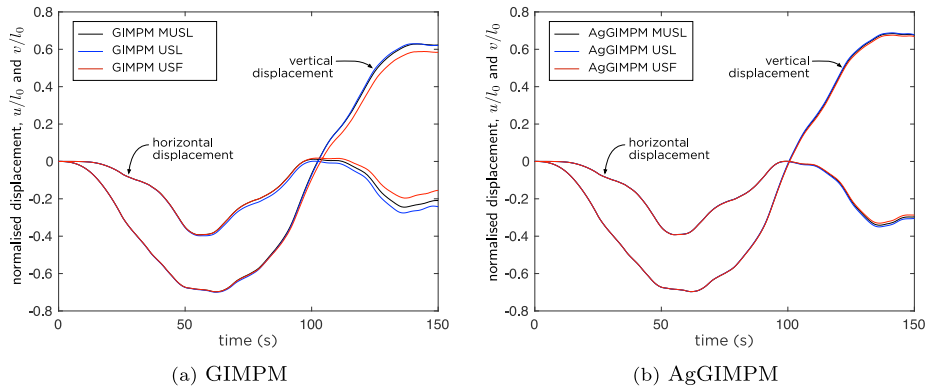 normalised displacement, u/l₀ and v/l₀
0.8
0.6
0.4
0.2
0
-0.2
-0.4
-0.6
-0.8
GIMPM MUSL
GIMPM USL
GIMPM USF
vertical
displacement
horizontal
displacement
0
50
100
150
time (s)
(a) GIMPM
normalised displacement, u/l₀ and v/l₀
0.8
0.6
0.4
0.2
0
-0.2
-0.4
-0.6
-0.8
AgGIMPM MUSL
AgGIMPM USL
AgGIMPM USF
vertical
displacement
horizontal
displacement
0
50
100
150
time (s)
(b) AgGIMPM